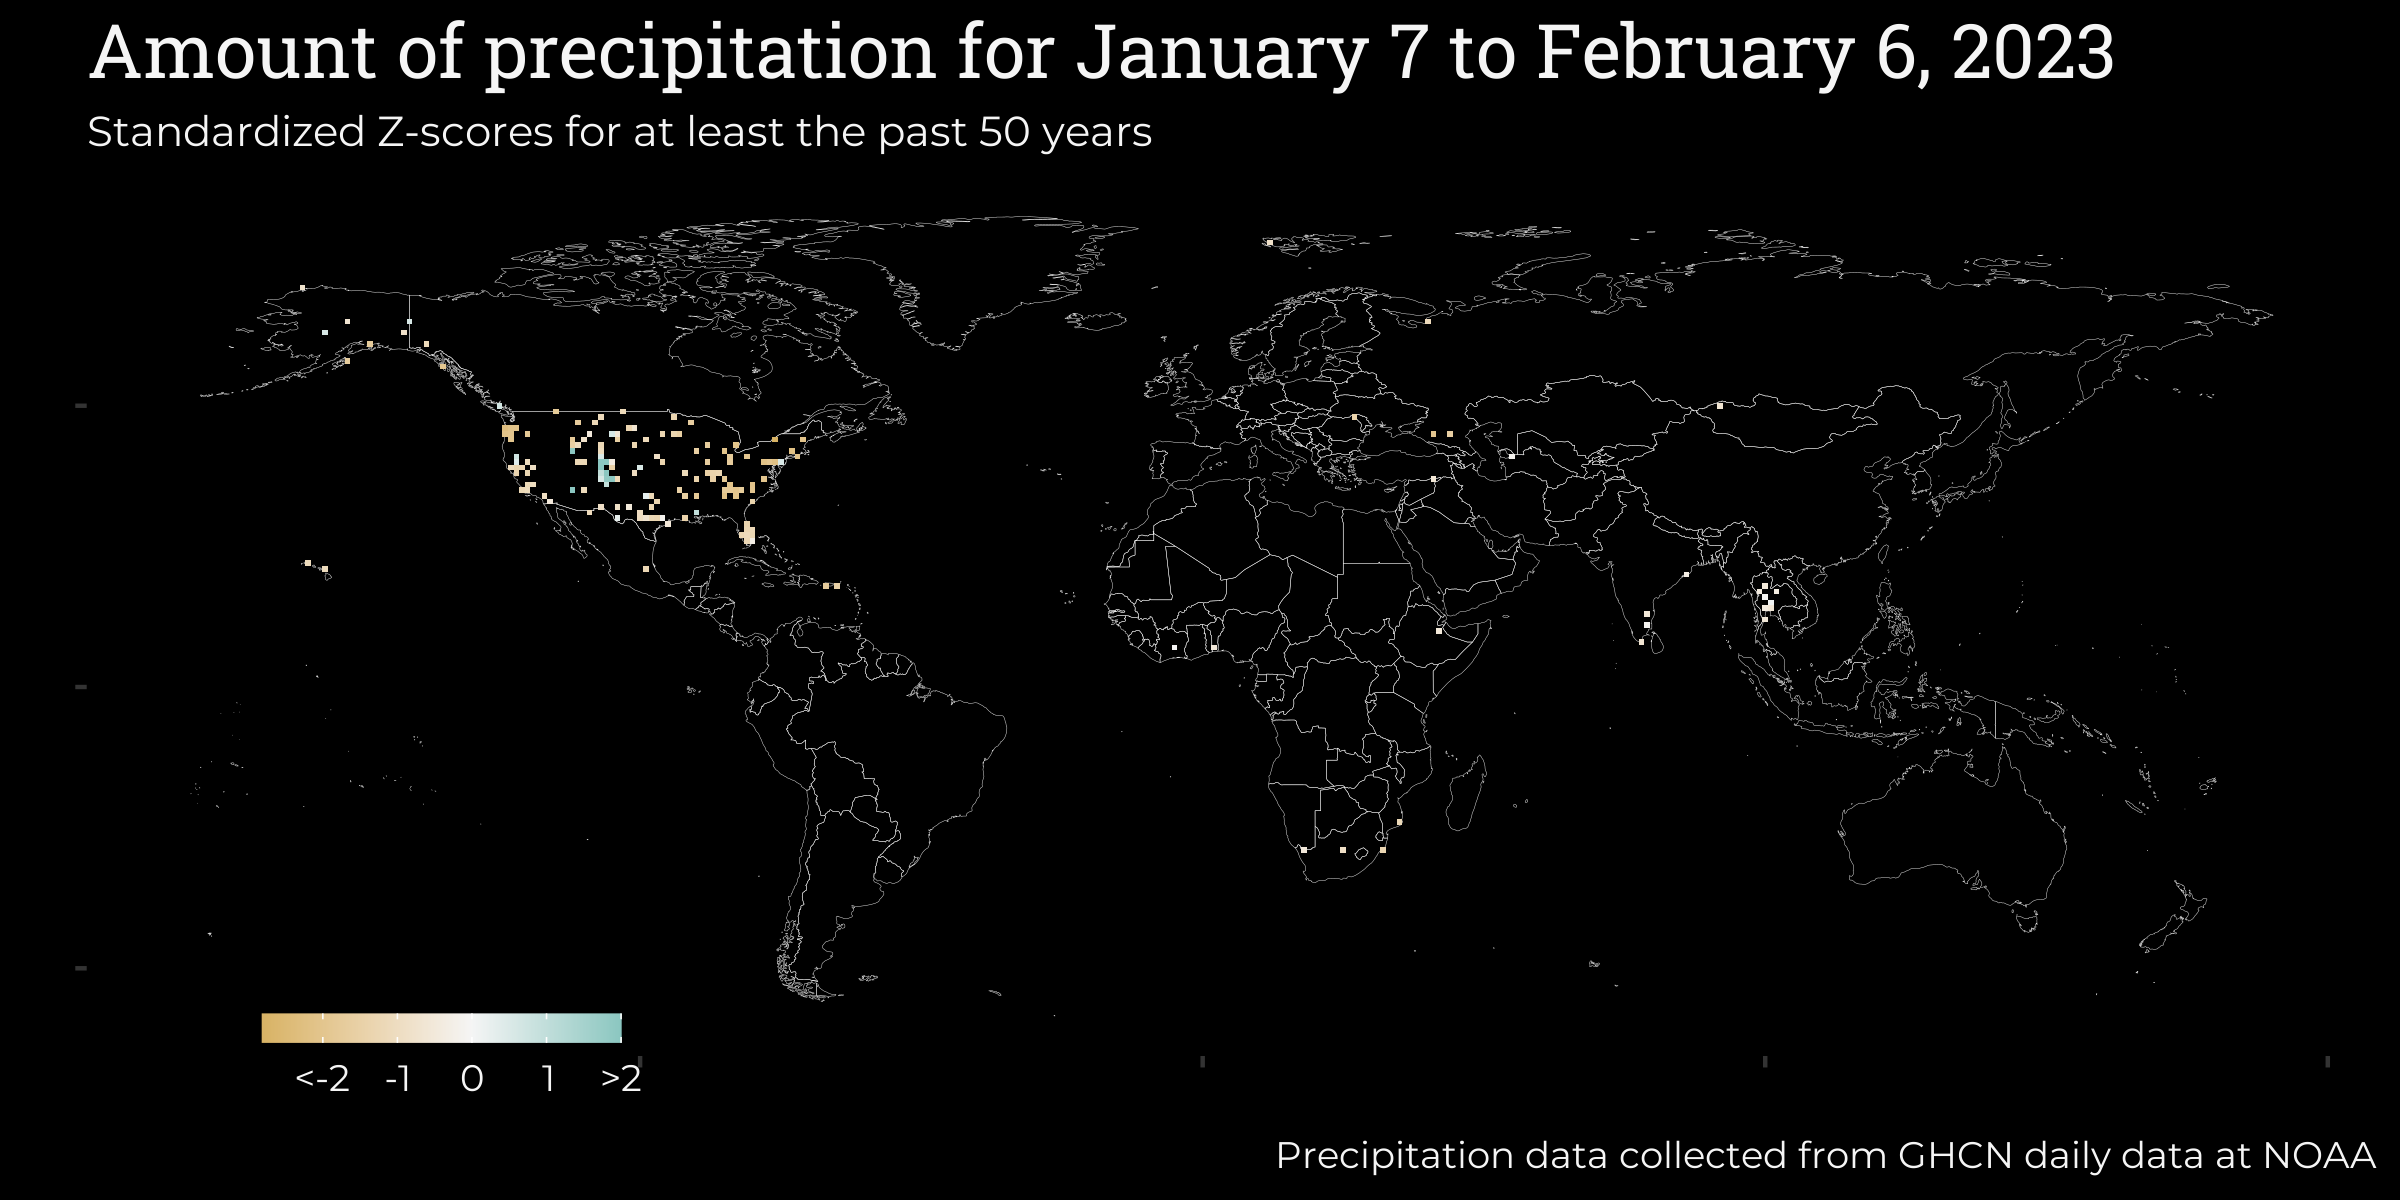 Amount of precipitation for January 7 to February 6, 2023
Standardized Z-scores for at least the past 50 years
<-2 -1 0 1 >2
Precipitation data collected from GHCN daily data at NOAA